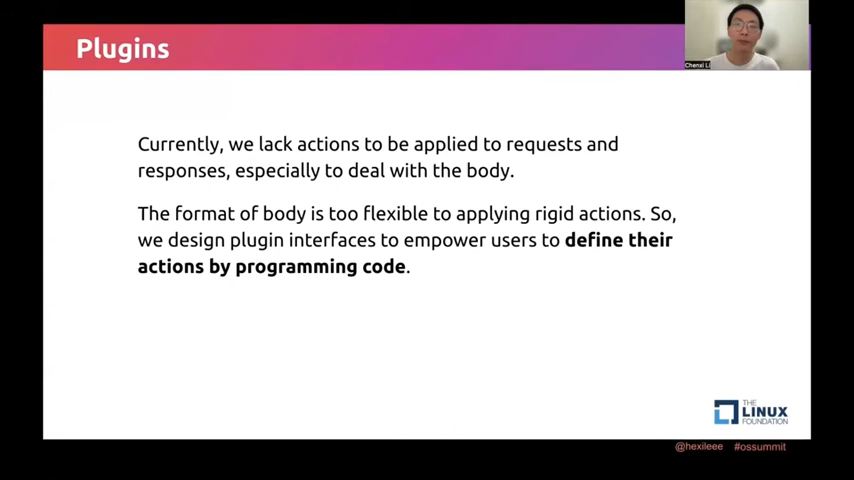 Plugins
Chenxi Li
Currently, we lack actions to be applied to requests and
responses, especially to deal with the body.
The format of body is too flexible to applying rigid actions. So,
we design plugin interfaces to empower users to define their
actions by programming code.
THE
LINUX
FOUNDATION
@hexileee #ossummit